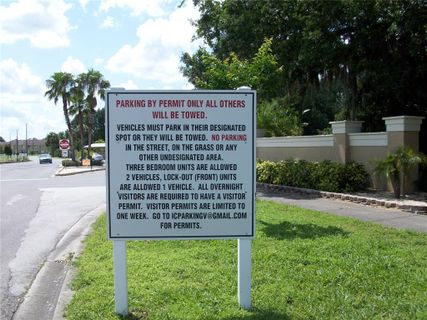 PARKING BY PERMIT ONLY ALL OTHERS
WILL BE TOWED.
VEHICLES MUST PARK IN THEIR DESIGNATED
SPOT OR THEY WILL BE TOWED. NO PARKING
IN THE STREET, ON THE GRASS OR ANY
OTHER UNDESIGNATED AREA.
THREE BEDROOM UNITS ARE ALLOWED
2 VEHICLES, LOCK-OUT (FRONT) UNITS
ARE ALLOWED 1 VEHICLE. ALL OVERNIGHT
VISITORS ARE REQUIRED TO HAVE A VISITOR
PERMIT. VISITOR PERMITS ARE LIMITED TO
ONE WEEK. GO TO ICPARKINGV@GMAIL.COM
FOR PERMITS.